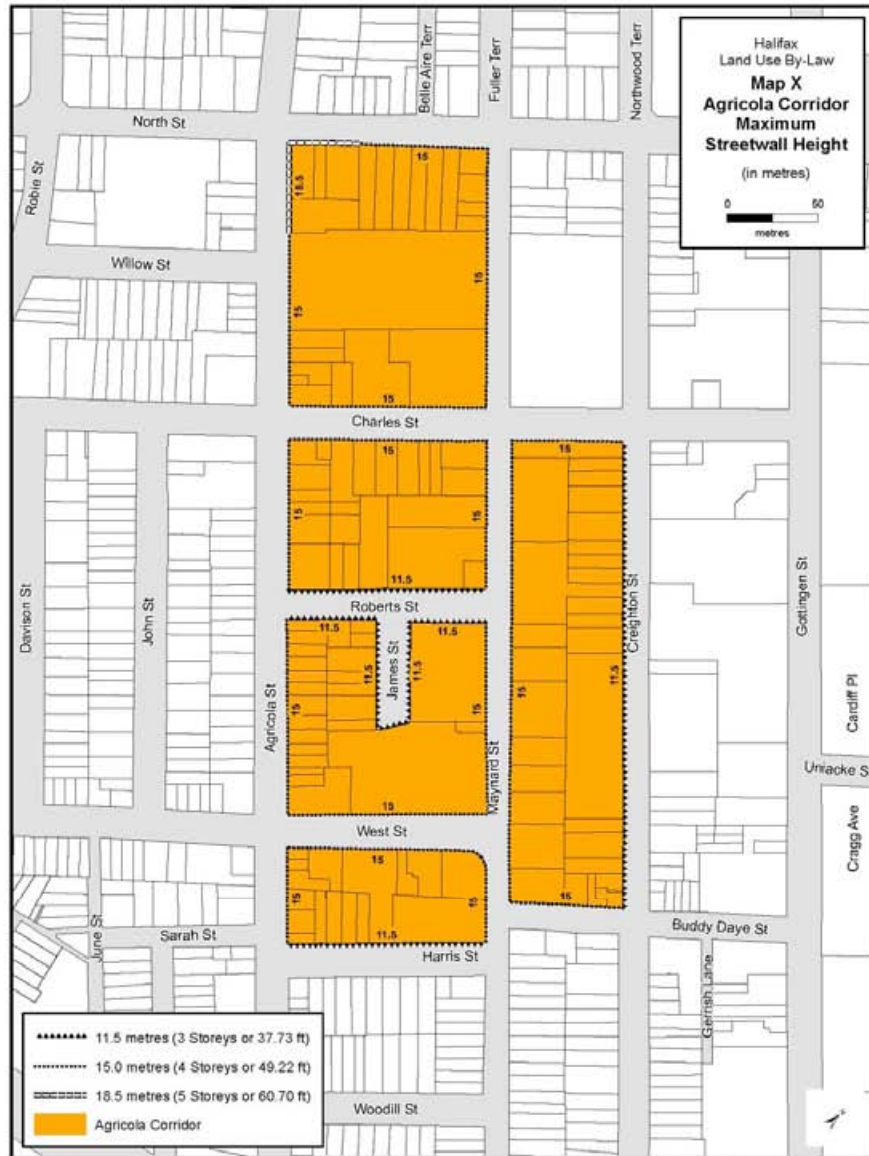 Halifax
Land Use By-Law
Map X
Agricola Corridor
Maximum
Streetwall Height
(in metres)
0 50
metres
Belle Aire Terr
Fuller Terr
Northwood Terr
North St
Robie St
15
18.5
Willow St
15
15
15
Charles St
15
15
15
15
11.5
Roberts St
Davison St
John St
Agricola St
11.5
11.5
James St
11.5
11.5
15
15
Maynard St
15
11.5
Creighton St
Gottingen St
Cardiff Pl
Uniacke S
Cragg Ave
West St
15
15
15
11.5
15
Harris St
June St
Sarah St
Buddy Daye St
Gerrish Lane
Woodill St
11.5 metres (3 Storeys or 37.73 ft)
15.0 metres (4 Storeys or 49.22 ft)
18.5 metres (5 Storeys or 60.70 ft)
Agricola Corridor